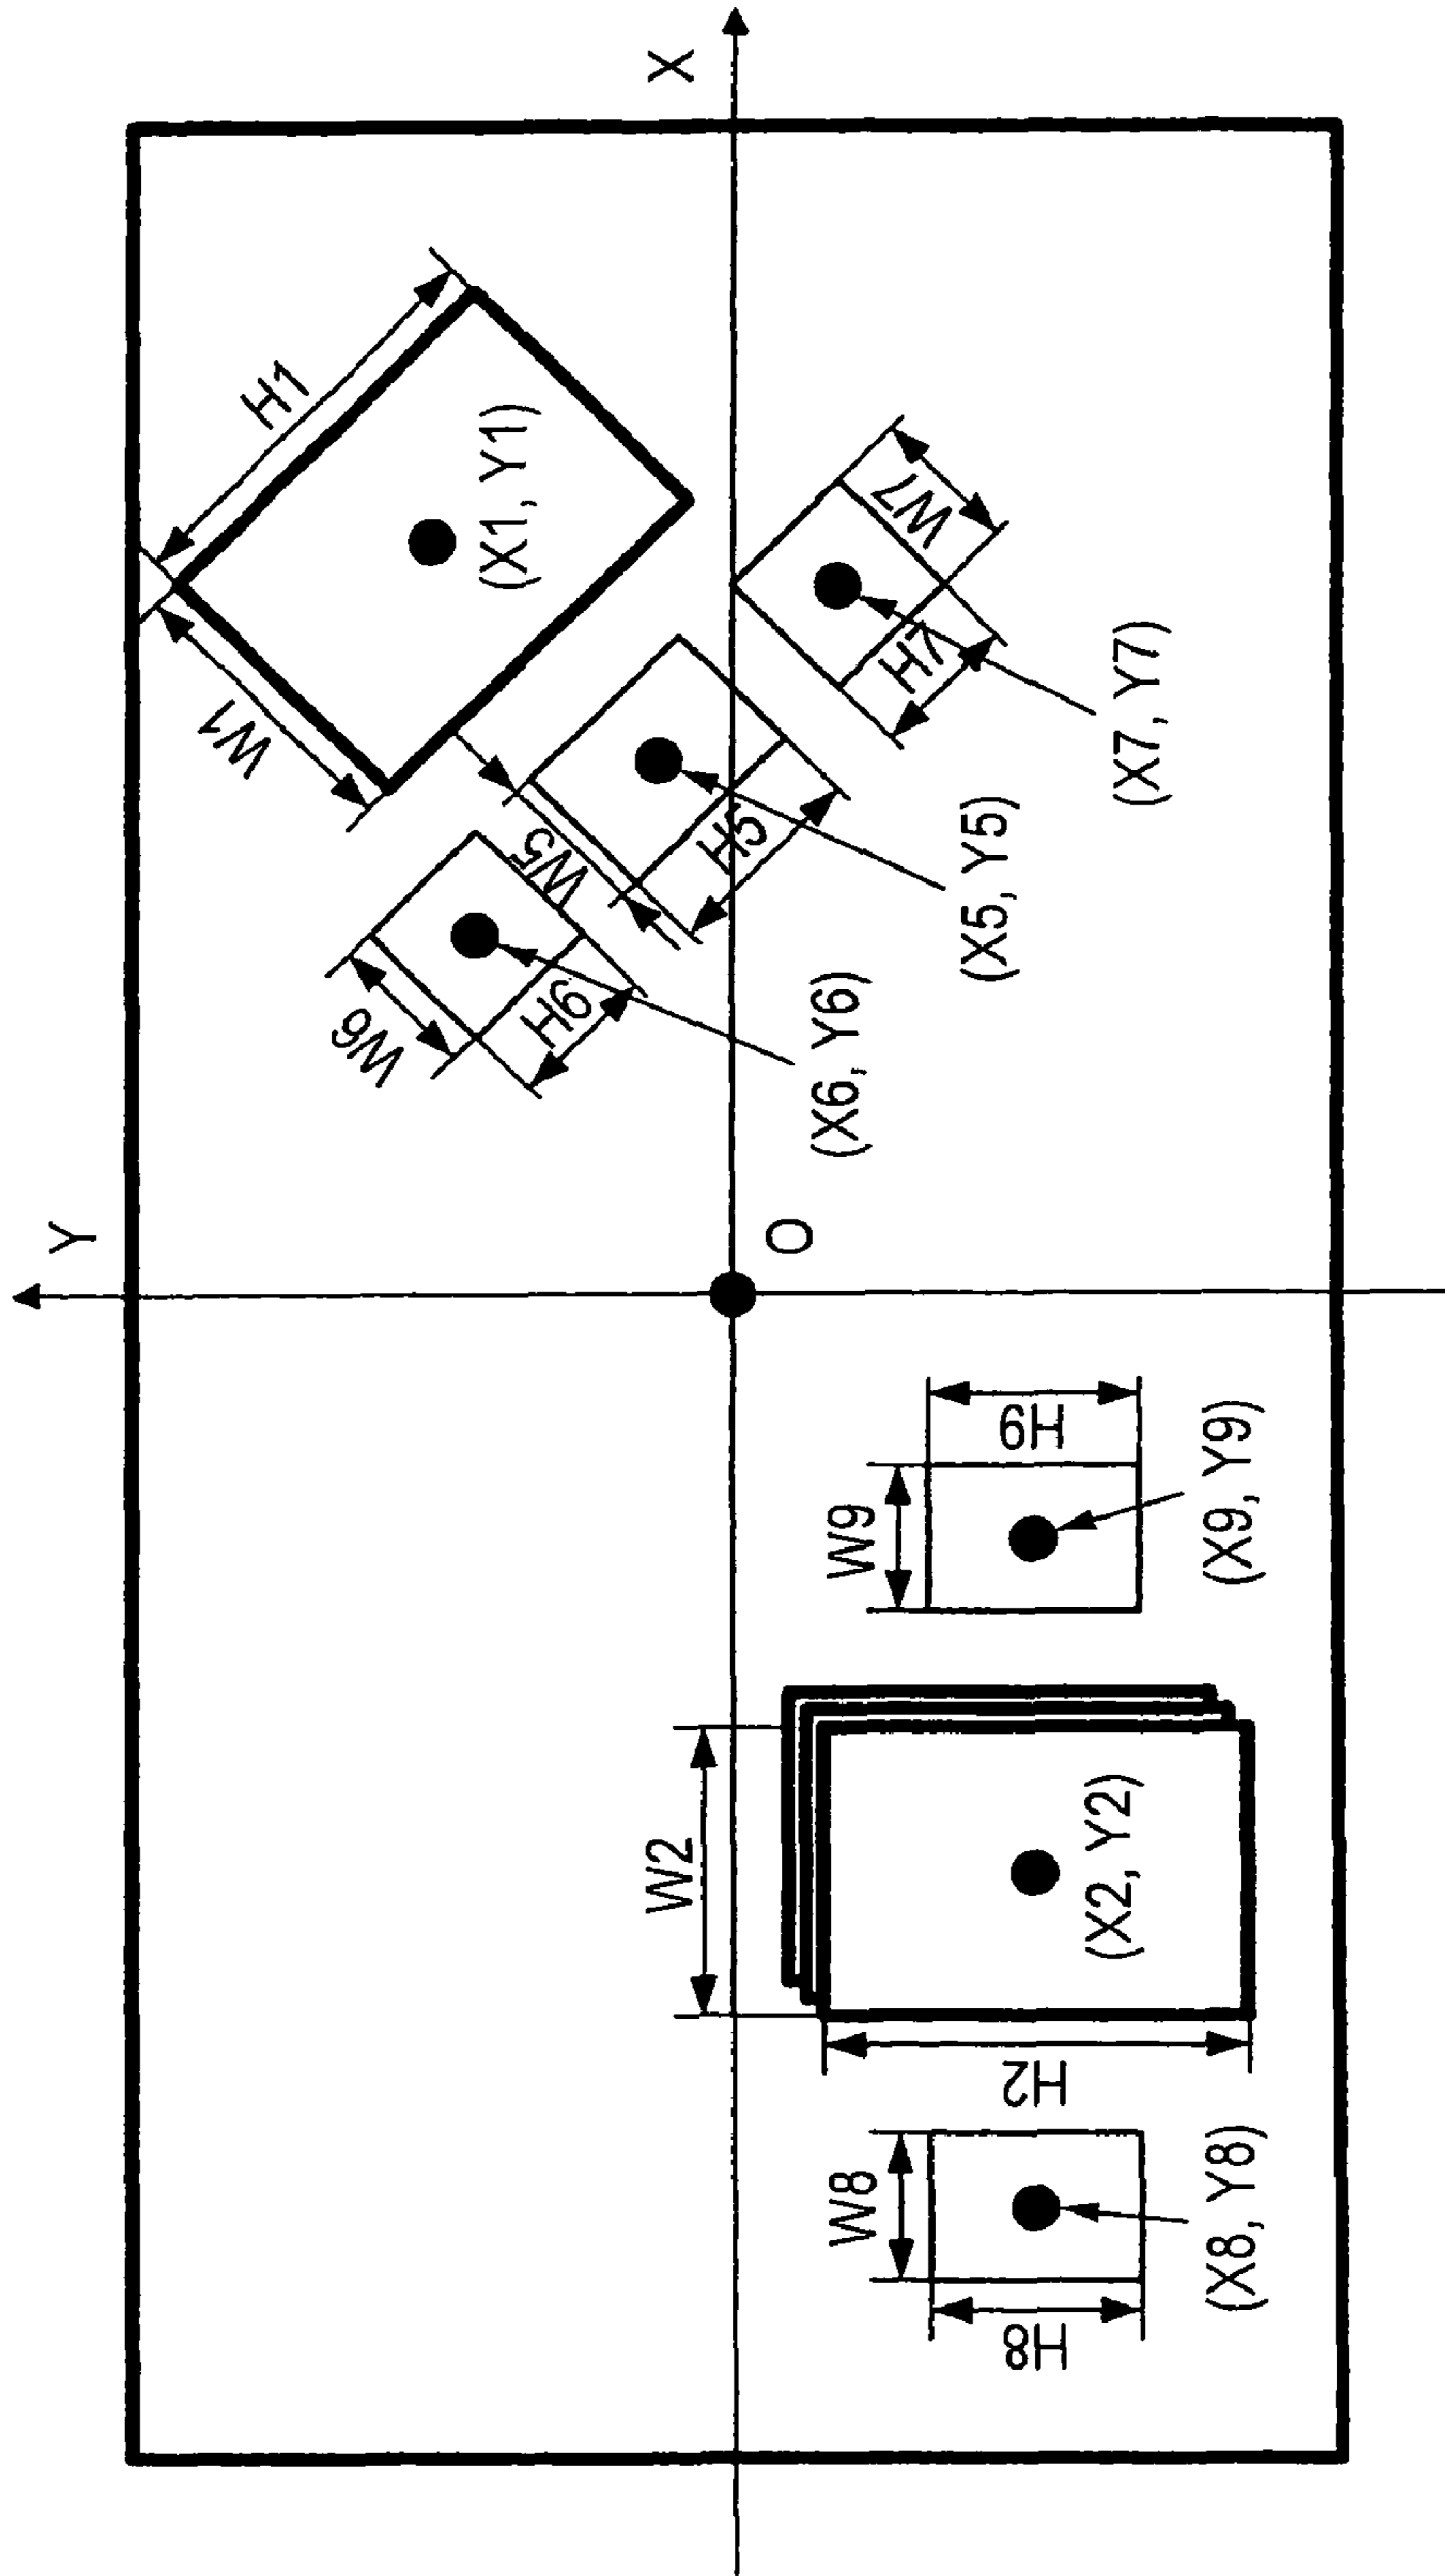 Y
X
H1
W1
(X1, Y1)
W5
H5
(X5, Y5)
W6
H6
(X6, Y6)
W7
H7
(X7, Y7)
O
W9
H9
(X9, Y9)
W2
H2
(X2, Y2)
W8
H8
(X8, Y8)